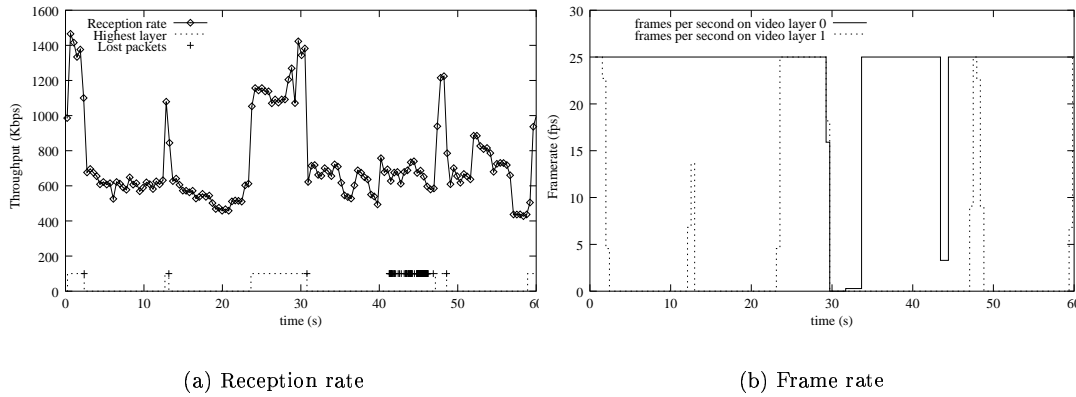 Reception rate
Highest layer
Lost packets
1600
1400
1200
1000
800
600
400
200
0
Throughput (Kbps)
0 10 20 30 40 50 60
time (s)
(a) Reception rate
frames per second on video layer 0
frames per second on video layer 1
30
25
20
15
10
5
0
Framerate (fps)
0 10 20 30 40 50 60
time (s)
(b) Frame rate